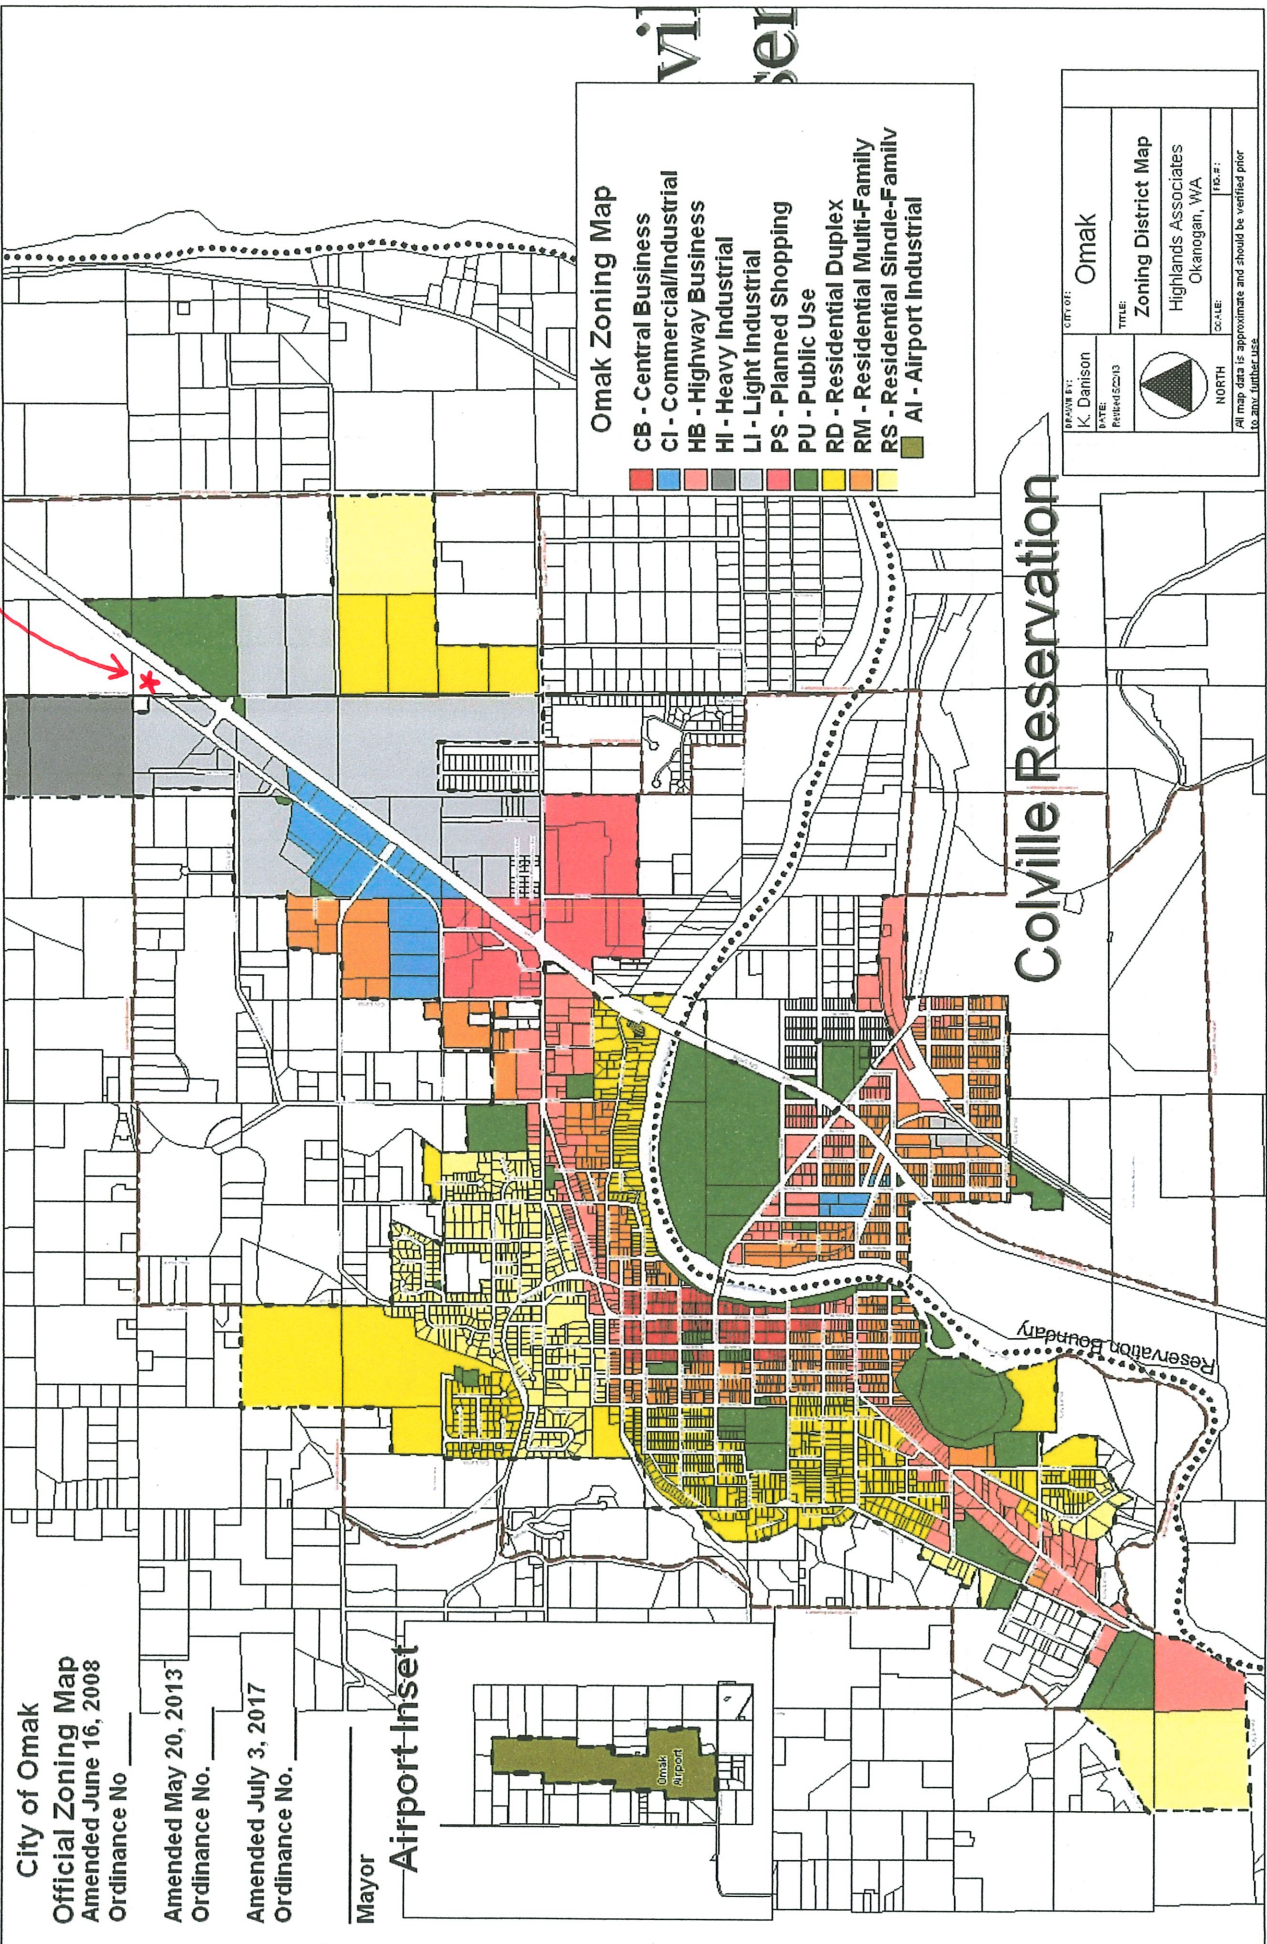 City of Omak
Official Zoning Map
Amended June 16, 2008
Ordinance No
Amended May 20, 2013
Ordinance No.
Amended July 3, 2017
Ordinance No.
Mayor
Airport Inset
Omak
Airport
Reservation Boundary
Colville Reservation
vil
ser
Omak Zoning Map
CB - Central Business
CI - Commercial/Industrial
HB - Highway Business
HI - Heavy Industrial
LI - Light Industrial
PS - Planned Shopping
PU - Public Use
RD - Residential Duplex
RM - Residential Multi-Family
RS - Residential Single-Family
AI - Airport Industrial
DRAWN BY:
K. Danison
DATE:
Revised 5/22/13
CITY OF:
Omak
TITLE:
Zoning District Map
Highlands Associates
Okanogan, WA
NORTH
SCALE:
FIG.#:
All map data is approximate and should be verified prior
to any further use